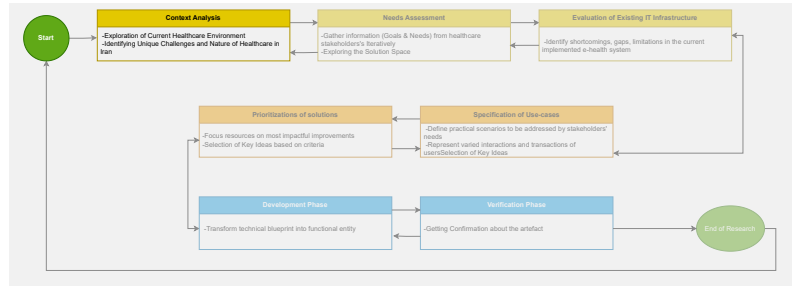 Start
Context Analysis
-Exploration of Current Healthcare Environment
-Identifying Unique Challenges and Nature of Healthcare in
Iran
Needs Assessment
-Gather information (Goals & Needs) from healthcare
stakeholders's Iteratively
-Exploring the Solution Space
Evaluation of Existing IT Infrastructure
-Identify shortcomings, gaps, limitations in the current
implemented e-health system
Prioritizations of solutions
-Focus resources on most impactful improvements
-Selection of Key Ideas based on criteria
Specification of Use-cases
-Define practical scenarios to be addressed by stakeholders'
needs
-Represent varied interactions and transactions of
usersSelection of Key Ideas
Development Phase
-Transform technical blueprint into functional entity
Verification Phase
-Getting Confirmation about the artefact
End of Research